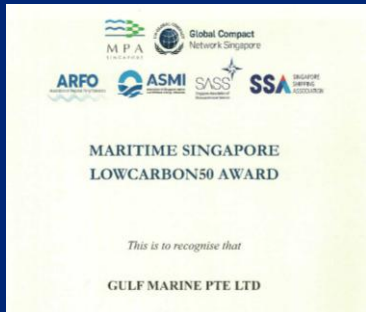 MPA
SINGAPORE
Global Compact
Network Singapore
ARFO
ASMI
SASS
SSA
SINGAPORE
SHIPPING
ASSOCIATION
MARITIME SINGAPORE
LOWCARBON50 AWARD
This is to recognise that
GULF MARINE PTE LTD